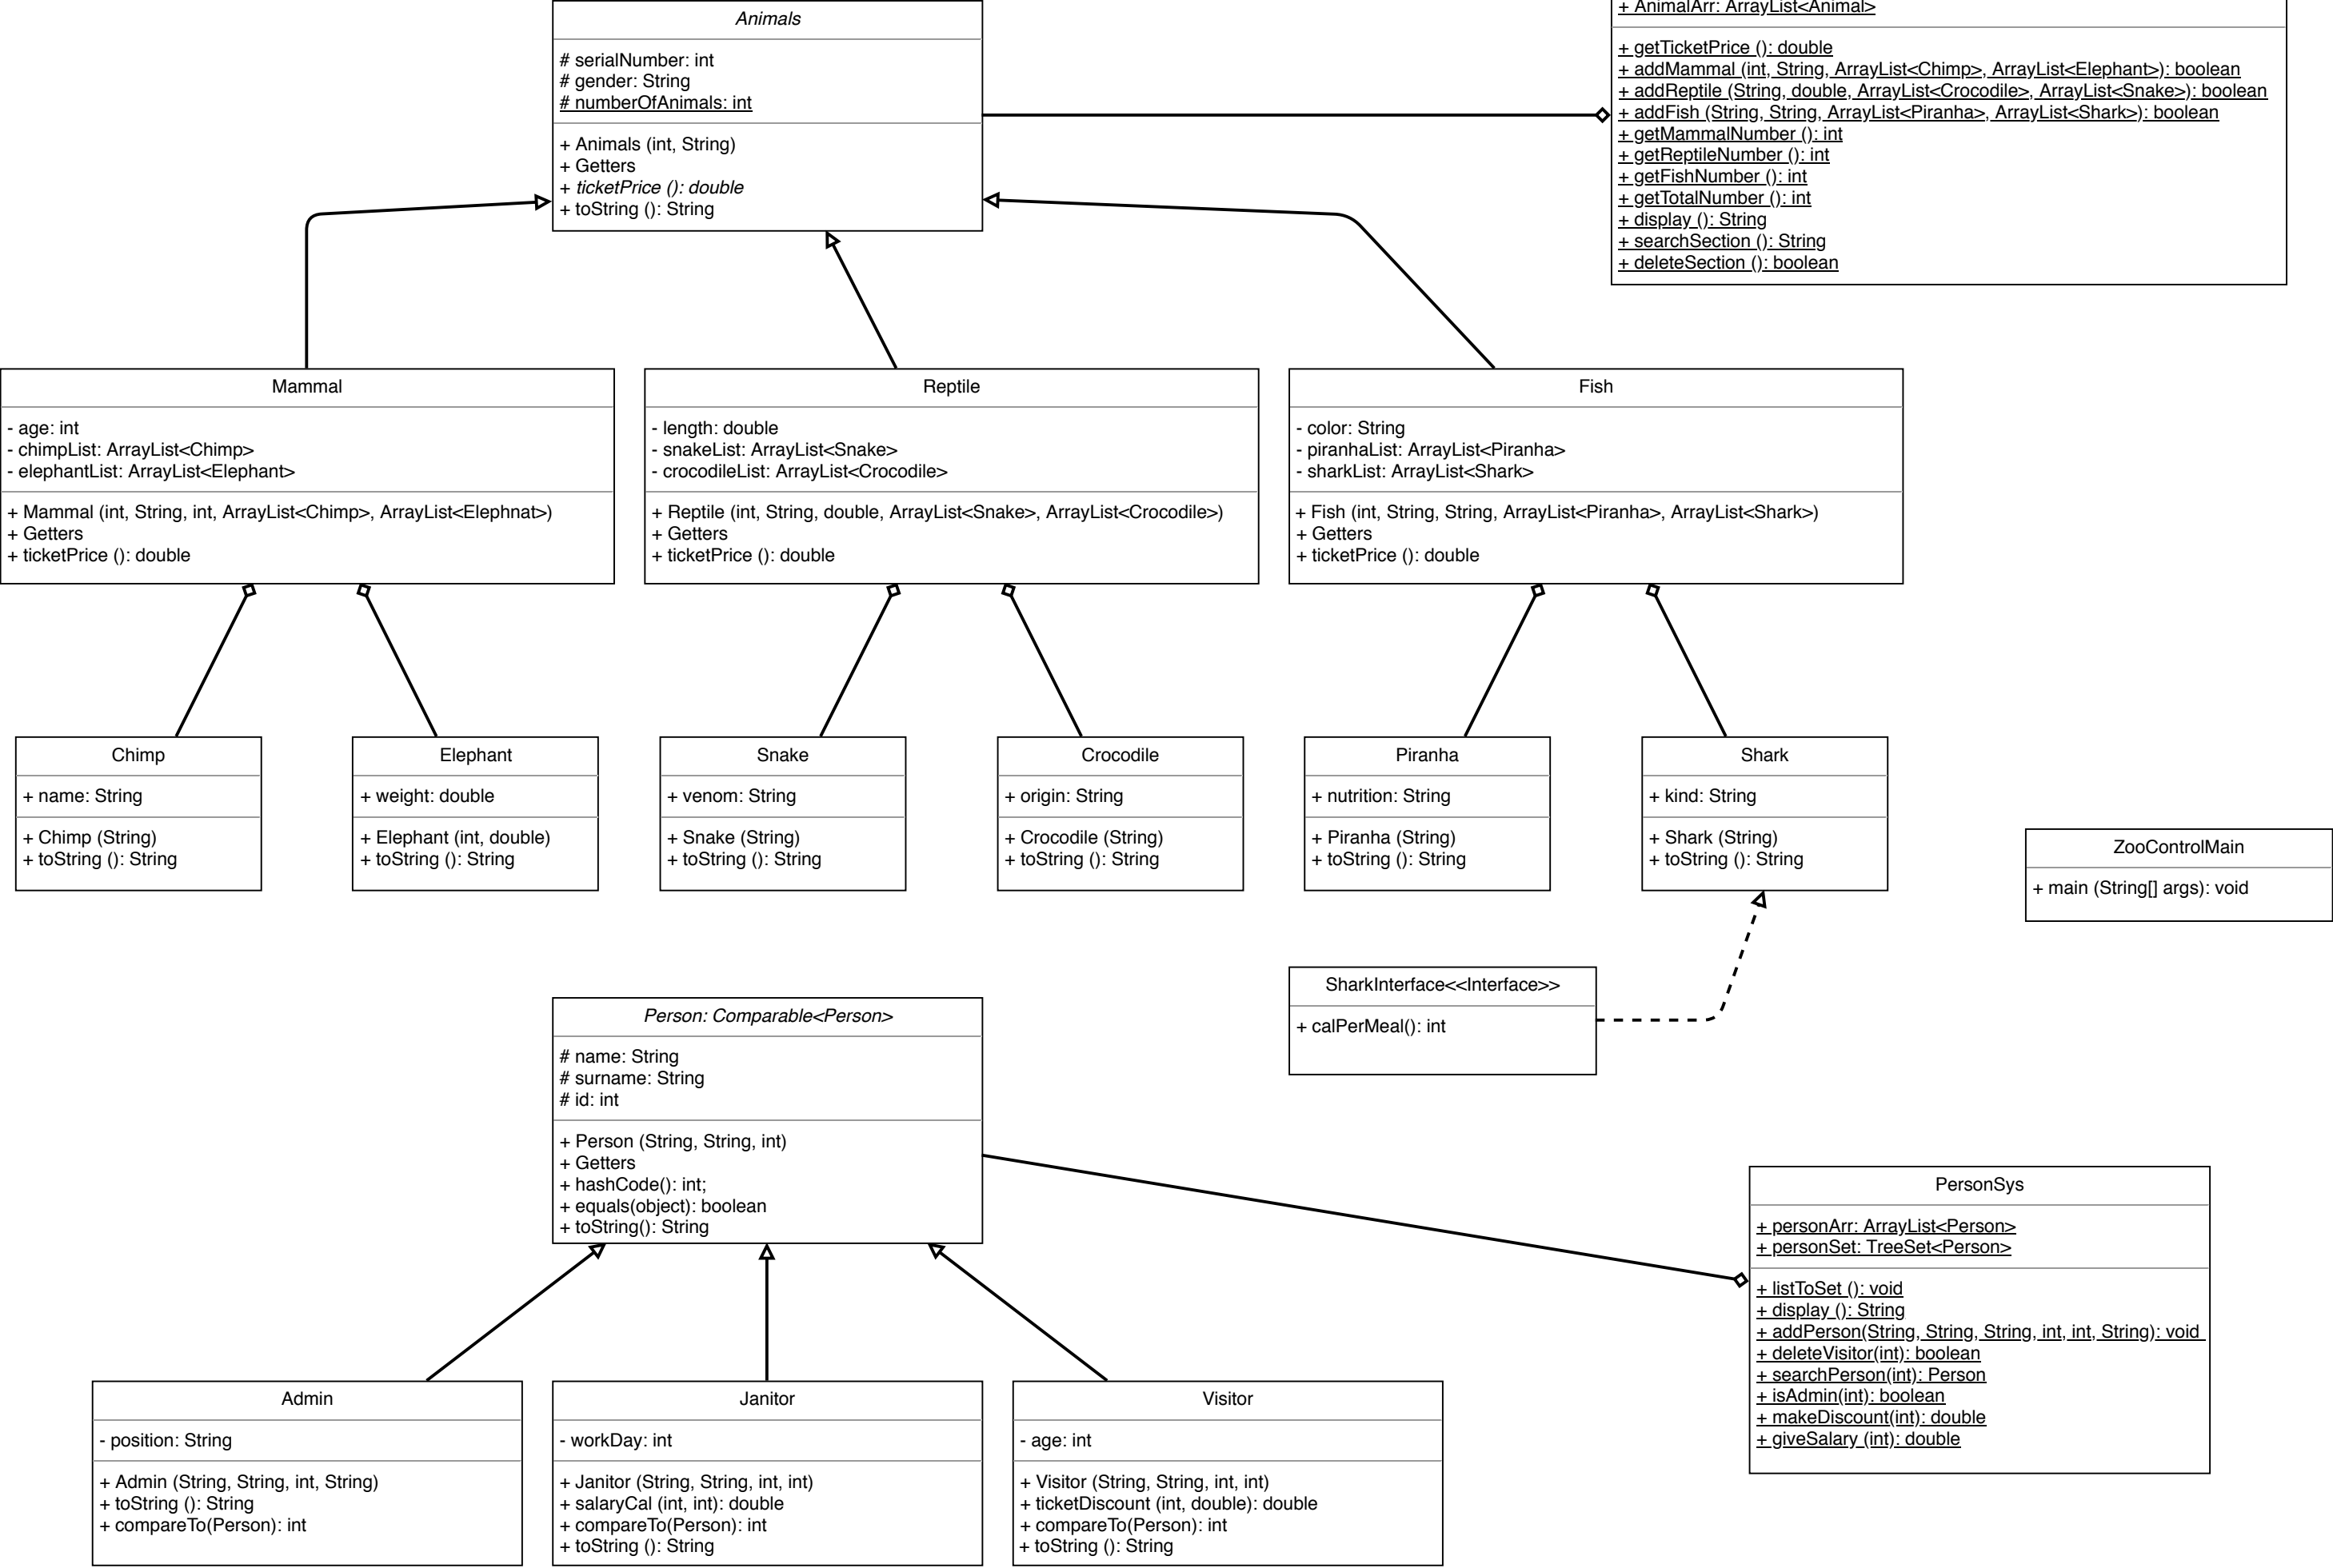 Animals
# serialNumber: int
# gender: String
# numberOfAnimals: int
+ Animals (int, String)
+ Getters
+ ticketPrice (): double
+ toString (): String
+ AnimalArr: ArrayList<Animal>
+ getTicketPrice (): double
+ addMammal (int, String, ArrayList<Chimp>, ArrayList<Elephant>): boolean
+ addReptile (String, double, ArrayList<Crocodile>, ArrayList<Snake>): boolean
+ addFish (String, String, ArrayList<Piranha>, ArrayList<Shark>): boolean
+ getMammalNumber (): int
+ getReptileNumber (): int
+ getFishNumber (): int
+ getTotalNumber (): int
+ display (): String
+ searchSection (): String
+ deleteSection (): boolean
Mammal
- age: int
- chimpList: ArrayList<Chimp>
- elephantList: ArrayList<Elephant>
+ Mammal (int, String, int, ArrayList<Chimp>, ArrayList<Elephnat>)
+ Getters
+ ticketPrice (): double
Reptile
- length: double
- snakeList: ArrayList<Snake>
- crocodileList: ArrayList<Crocodile>
+ Reptile (int, String, double, ArrayList<Snake>, ArrayList<Crocodile>)
+ Getters
+ ticketPrice (): double
Fish
- color: String
- piranhaList: ArrayList<Piranha>
- sharkList: ArrayList<Shark>
+ Fish (int, String, String, ArrayList<Piranha>, ArrayList<Shark>)
+ Getters
+ ticketPrice (): double
Chimp
+ name: String
+ Chimp (String)
+ toString (): String
Elephant
+ weight: double
+ Elephant (int, double)
+ toString (): String
Snake
+ venom: String
+ Snake (String)
+ toString (): String
Crocodile
+ origin: String
+ Crocodile (String)
+ toString (): String
Piranha
+ nutrition: String
+ Piranha (String)
+ toString (): String
Shark
+ kind: String
+ Shark (String)
+ toString (): String
ZooControlMain
+ main (String[] args): void
SharkInterface<<Interface>>
+ calPerMeal(): int
Person: Comparable<Person>
# name: String
# surname: String
# id: int
+ Person (String, String, int)
+ Getters
+ hashCode(): int;
+ equals(object): boolean
+ toString(): String
PersonSys
+ personArr: ArrayList<Person>
+ personSet: TreeSet<Person>
+ listToSet (): void
+ display (): String
+ addPerson(String, String, String, int, int, String): void
+ deleteVisitor(int): boolean
+ searchPerson(int): Person
+ isAdmin(int): boolean
+ makeDiscount(int): double
+ giveSalary (int): double
Admin
- position: String
+ Admin (String, String, int, String)
+ toString (): String
+ compareTo(Person): int
Janitor
- workDay: int
+ Janitor (String, String, int, int)
+ salaryCal (int, int): double
+ compareTo(Person): int
+ toString (): String
Visitor
- age: int
+ Visitor (String, String, int, int)
+ ticketDiscount (int, double): double
+ compareTo(Person): int
+ toString (): String